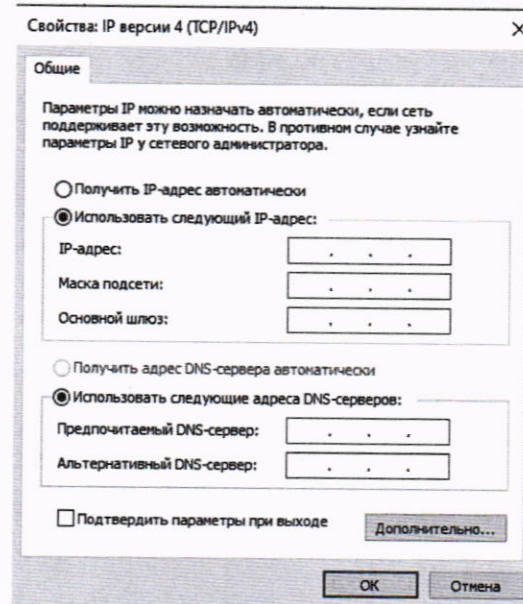 Свойства: IP версии 4 (TCP/IPv4)
Общие
Параметры IP можно назначать автоматически, если сеть
поддерживает эту возможность. В противном случае узнайте
параметры IP у сетевого администратора.
Получить IP-адрес автоматически
Использовать следующий IP-адрес:
IP-адрес:
Маска подсети:
Основной шлюз:
Получить адрес DNS-сервера автоматически
Использовать следующие адреса DNS-серверов:
Предпочитаемый DNS-сервер:
Альтернативный DNS-сервер:
Подтвердить параметры при выходе
Дополнительно...
ОК
Отмена